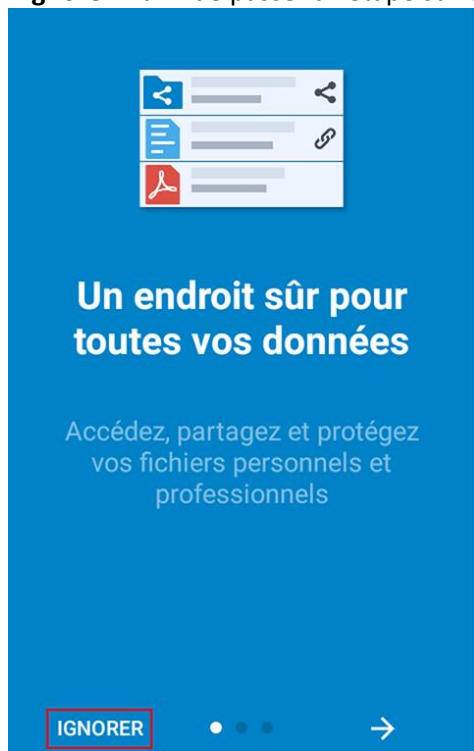 Un endroit sûr pour
toutes vos données
Accédez, partagez et protégez
vos fichiers personnels et
professionnels
IGNORER